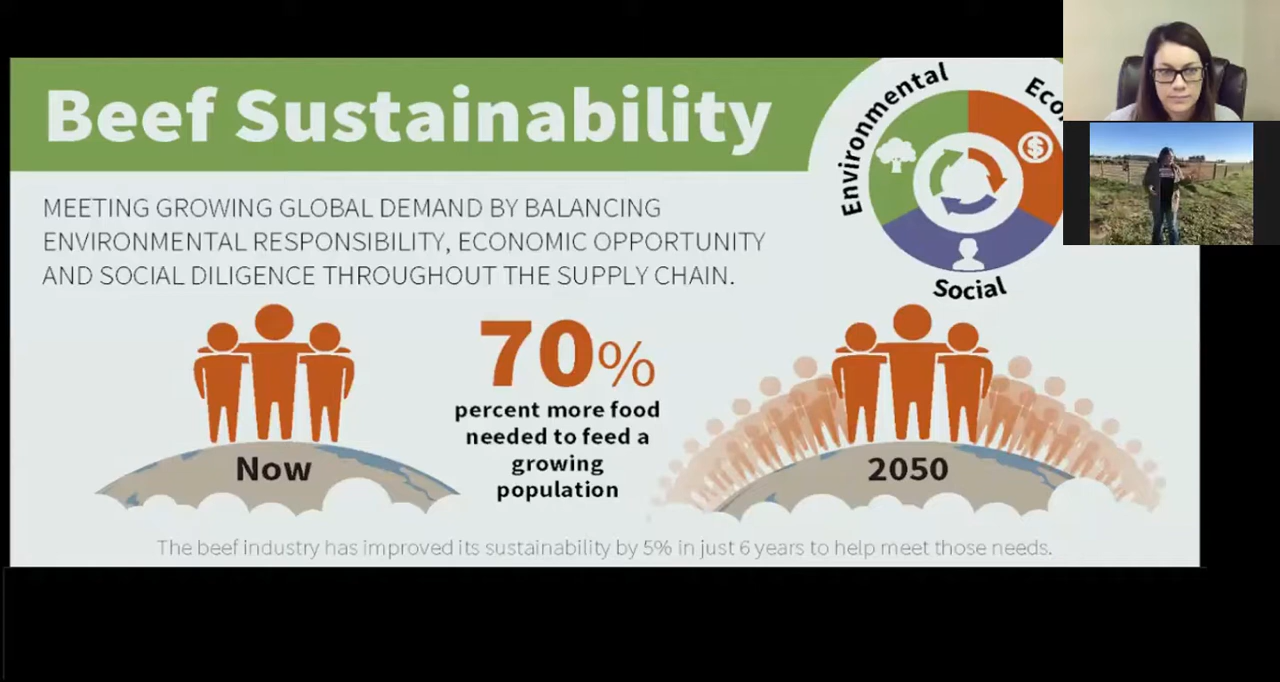 Beef Sustainability
Environmental
Social
MEETING GROWING GLOBAL DEMAND BY BALANCING
ENVIRONMENTAL RESPONSIBILITY, ECONOMIC OPPORTUNITY
AND SOCIAL DILIGENCE THROUGHOUT THE SUPPLY CHAIN.
70%
percent more food
needed to feed a
growing
population
Now
2050
The beef industry has improved its sustainability by 5% in just 6 years to help meet those needs.